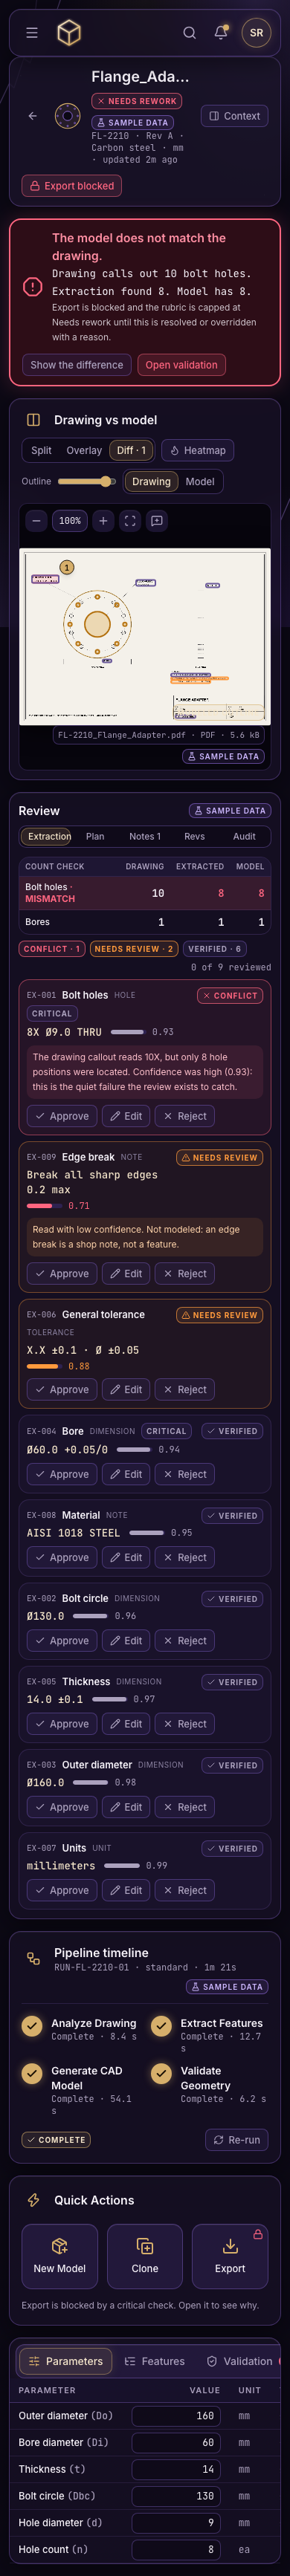 SR
Flange_Ada...
NEEDS REWORK
SAMPLE DATA
FL-2210 · Rev A ·
Carbon steel · mm
· updated 2m ago
Context
Export blocked
The model does not match the
drawing.
Drawing calls out 10 bolt holes.
Extraction found 8. Model has 8.
Export is blocked and the rubric is capped at
Needs rework until this is resolved or overridden
with a reason.
Show the difference
Open validation
Drawing vs model
Split Overlay Diff · 1 Heatmap
Outline Drawing Model
100%
1
FL-2210_Flange_Adapter.pdf · PDF · 5.6 kB
SAMPLE DATA
Review SAMPLE DATA
Extraction Plan Notes 1 Revs Audit
COUNT CHECK DRAWING EXTRACTED MODEL
Bolt holes · MISMATCH 10 8 8
Bores 1 1 1
CONFLICT · 1 NEEDS REVIEW · 2 VERIFIED · 6
0 of 9 reviewed
EX-001 Bolt holes HOLE CONFLICT
CRITICAL
8X Ø9.0 THRU 0.93
The drawing callout reads 10X, but only 8 hole
positions were located. Confidence was high (0.93):
this is the quiet failure the review exists to catch.
Approve Edit Reject
EX-009 Edge break NOTE NEEDS REVIEW
Break all sharp edges
0.2 max
0.71
Read with low confidence. Not modeled: an edge
break is a shop note, not a feature.
Approve Edit Reject
EX-006 General tolerance NEEDS REVIEW
TOLERANCE
X.X ±0.1 · Ø ±0.05
0.88
Approve Edit Reject
EX-004 Bore DIMENSION CRITICAL VERIFIED
Ø60.0 +0.05/0 0.94
Approve Edit Reject
EX-008 Material NOTE VERIFIED
AISI 1018 STEEL 0.95
Approve Edit Reject
EX-002 Bolt circle DIMENSION VERIFIED
Ø130.0 0.96
Approve Edit Reject
EX-005 Thickness DIMENSION VERIFIED
14.0 ±0.1 0.97
Approve Edit Reject
EX-003 Outer diameter DIMENSION VERIFIED
Ø160.0 0.98
Approve Edit Reject
EX-007 Units UNIT VERIFIED
millimeters 0.99
Approve Edit Reject
Pipeline timeline
RUN-FL-2210-01 · standard · 1m 21s
SAMPLE DATA
Analyze Drawing
Complete · 8.4 s
Extract Features
Complete · 12.7
s
Generate CAD
Model
Complete · 54.1
s
Validate
Geometry
Complete · 6.2 s
COMPLETE Re-run
Quick Actions
New Model Clone Export
Export is blocked by a critical check. Open it to see why.
Parameters Features Validation
PARAMETER VALUE UNIT
Outer diameter (Do) 160 mm
Bore diameter (Di) 60 mm
Thickness (t) 14 mm
Bolt circle (Dbc) 130 mm
Hole diameter (d) 9 mm
Hole count (n) 8 ea